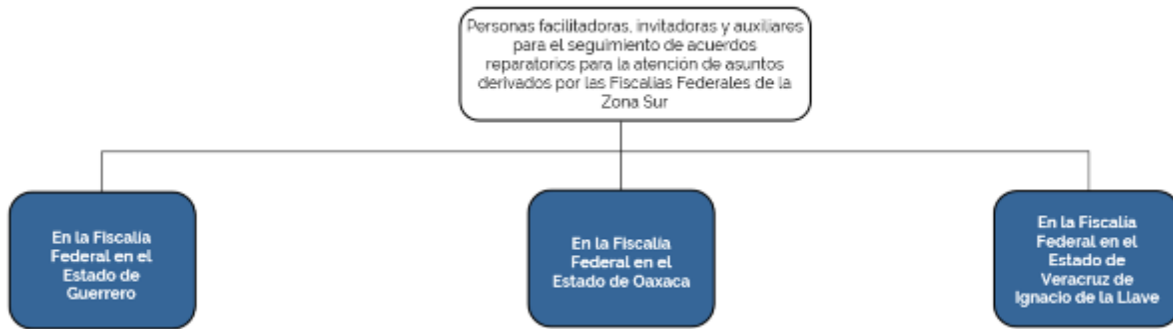 Personas facilitadoras, invitadoras y auxiliares
para el seguimiento de acuerdos
reparatorios para la atención de asuntos
derivados por las Fiscalías Federales de la
Zona Sur
En la Fiscalía
Federal en el
Estado de
Guerrero
En la Fiscalía
Federal en el
Estado de Oaxaca
En la Fiscalía
Federal en el
Estado de
Veracruz de
Ignacio de la Llave